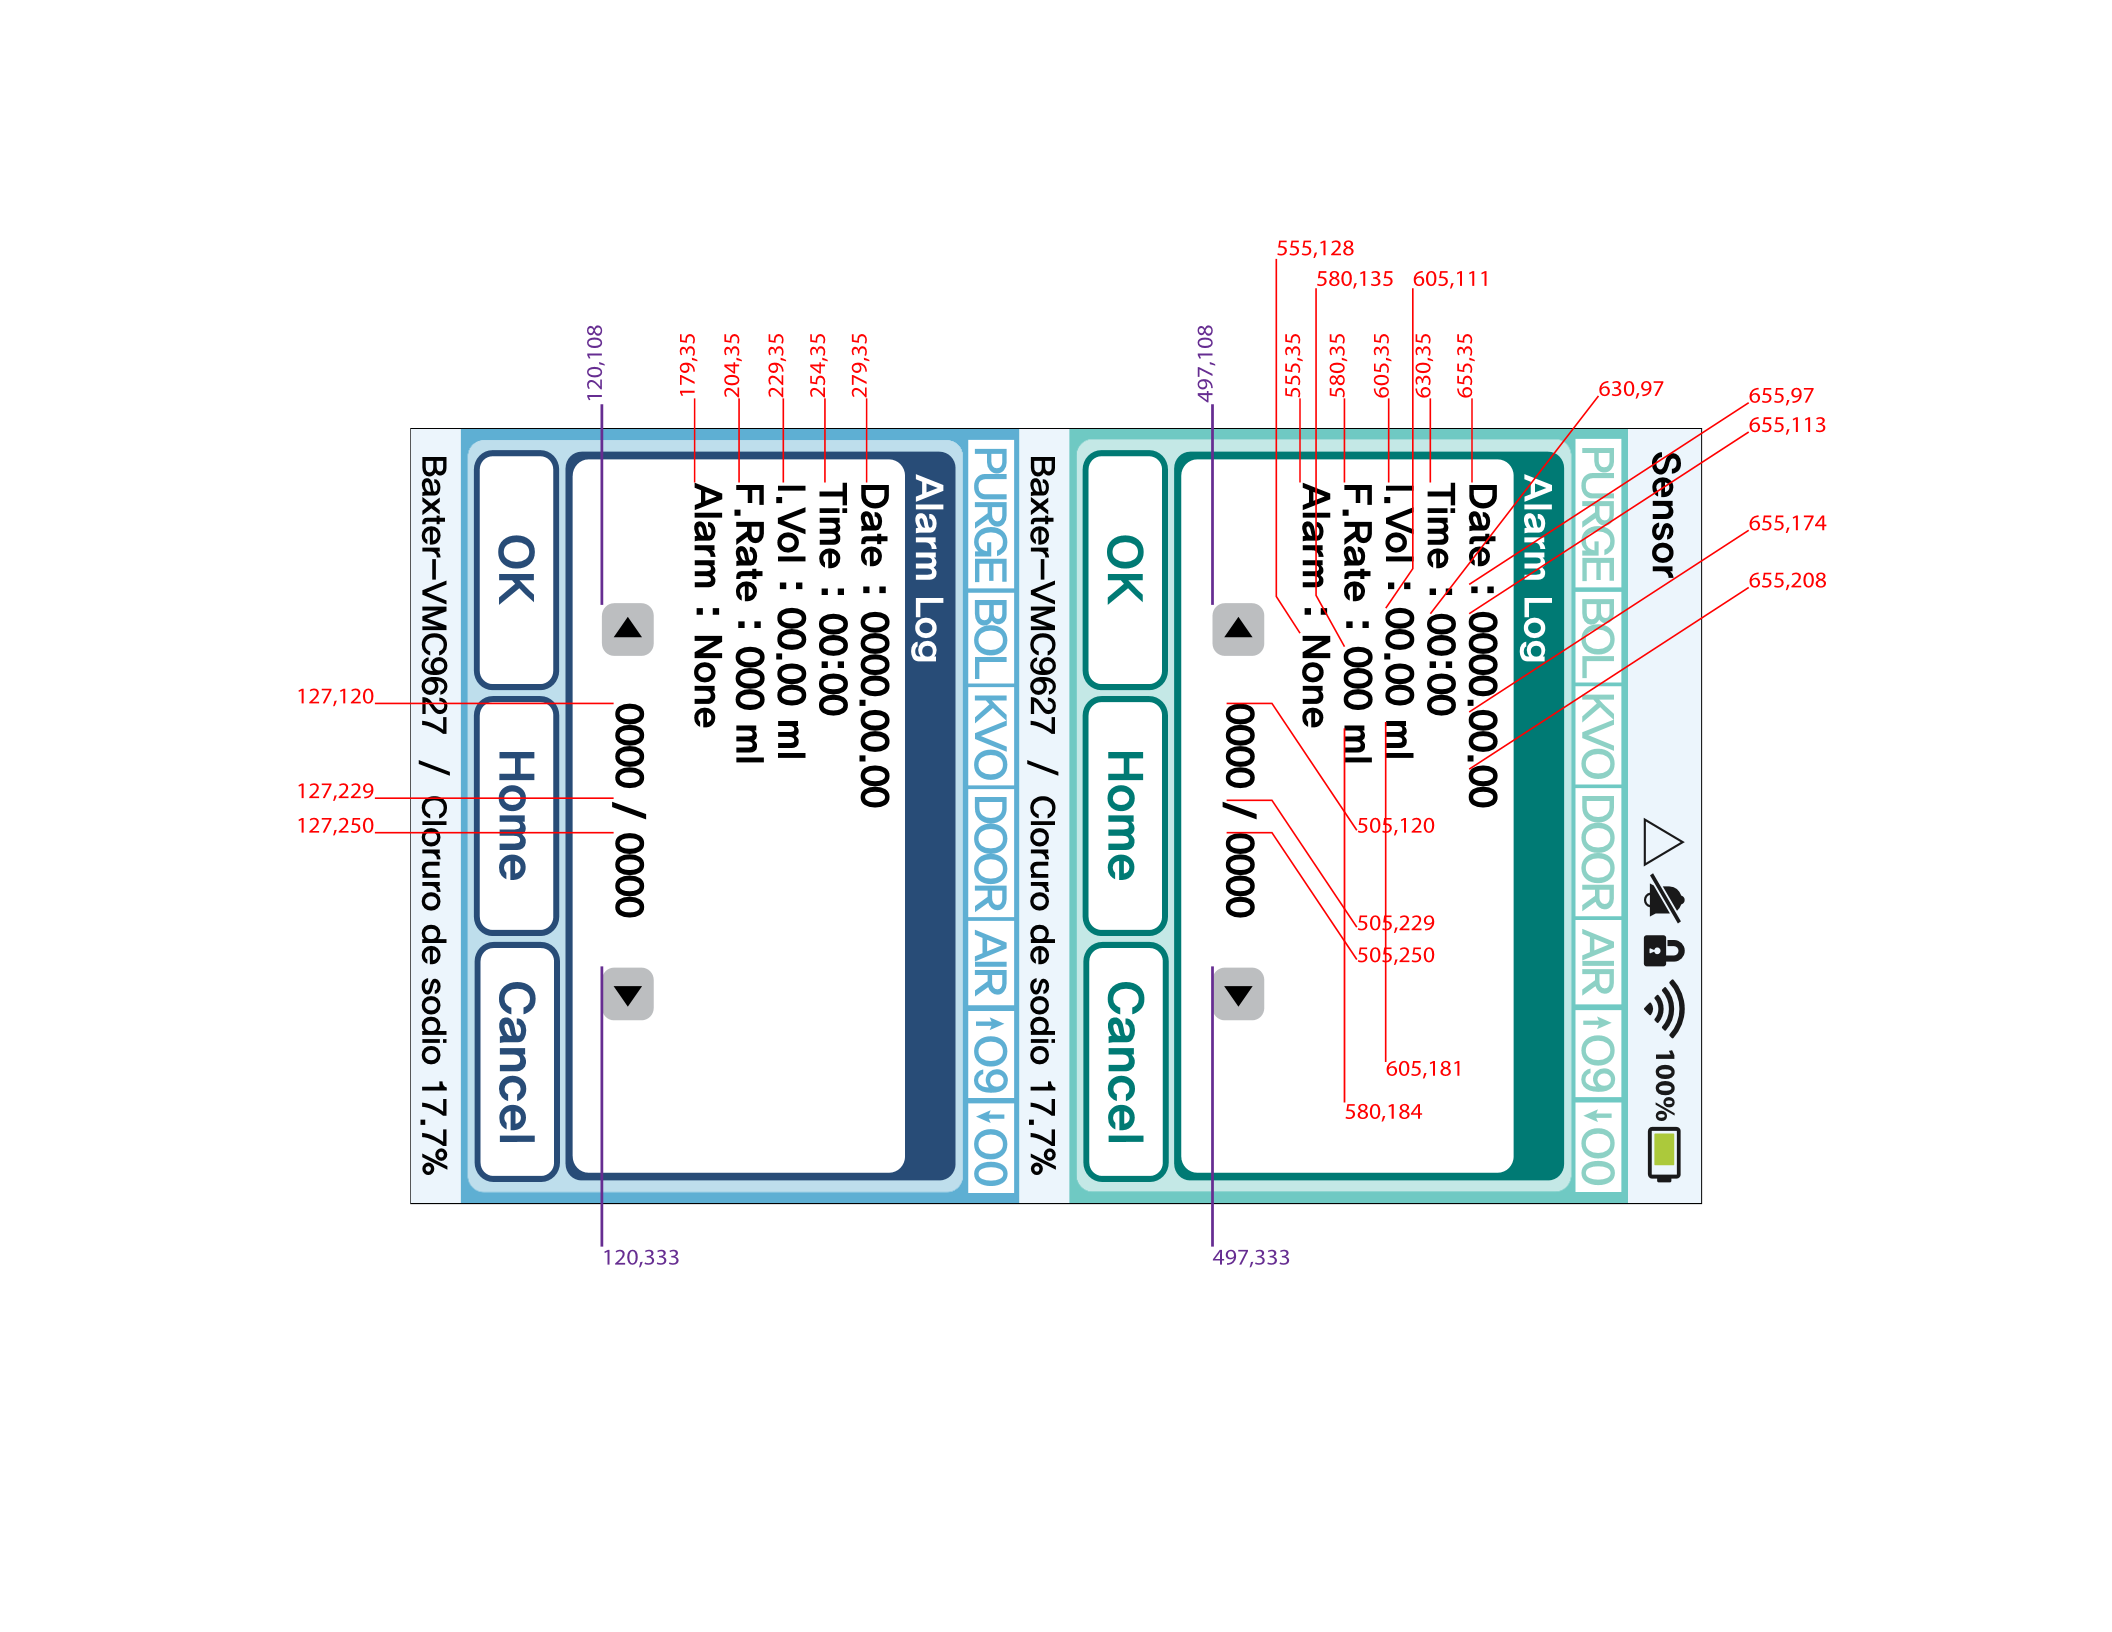 Sensor
100%
PURGE BOL KVO DOOR AIR ↑09 ↓00
Alarm Log
Date : 0000.00.00
Time : 00:00
I.Vol : 00.00 ml
F.Rate : 000 ml
Alarm : None
0000 / 0000
OK Home Cancel
Baxter-VMC9627 / Cloruro de sodio 17.7%
PURGE BOL KVO DOOR AIR ↑09 ↓00
Alarm Log
Date : 0000.00.00
Time : 00:00
I.Vol : 00.00 ml
F.Rate : 000 ml
Alarm : None
0000 / 0000
OK Home Cancel
Baxter-VMC9627 / Cloruro de sodio 17.7%
555,128
580,135
605,111
120,108
179,35
204,35
229,35
254,35
279,35
497,108
555,35
580,35
605,35
630,35
655,35
630,97
655,97
655,113
655,174
655,208
127,120
127,229
127,250
505,120
505,229
505,250
605,181
580,184
120,333
497,333